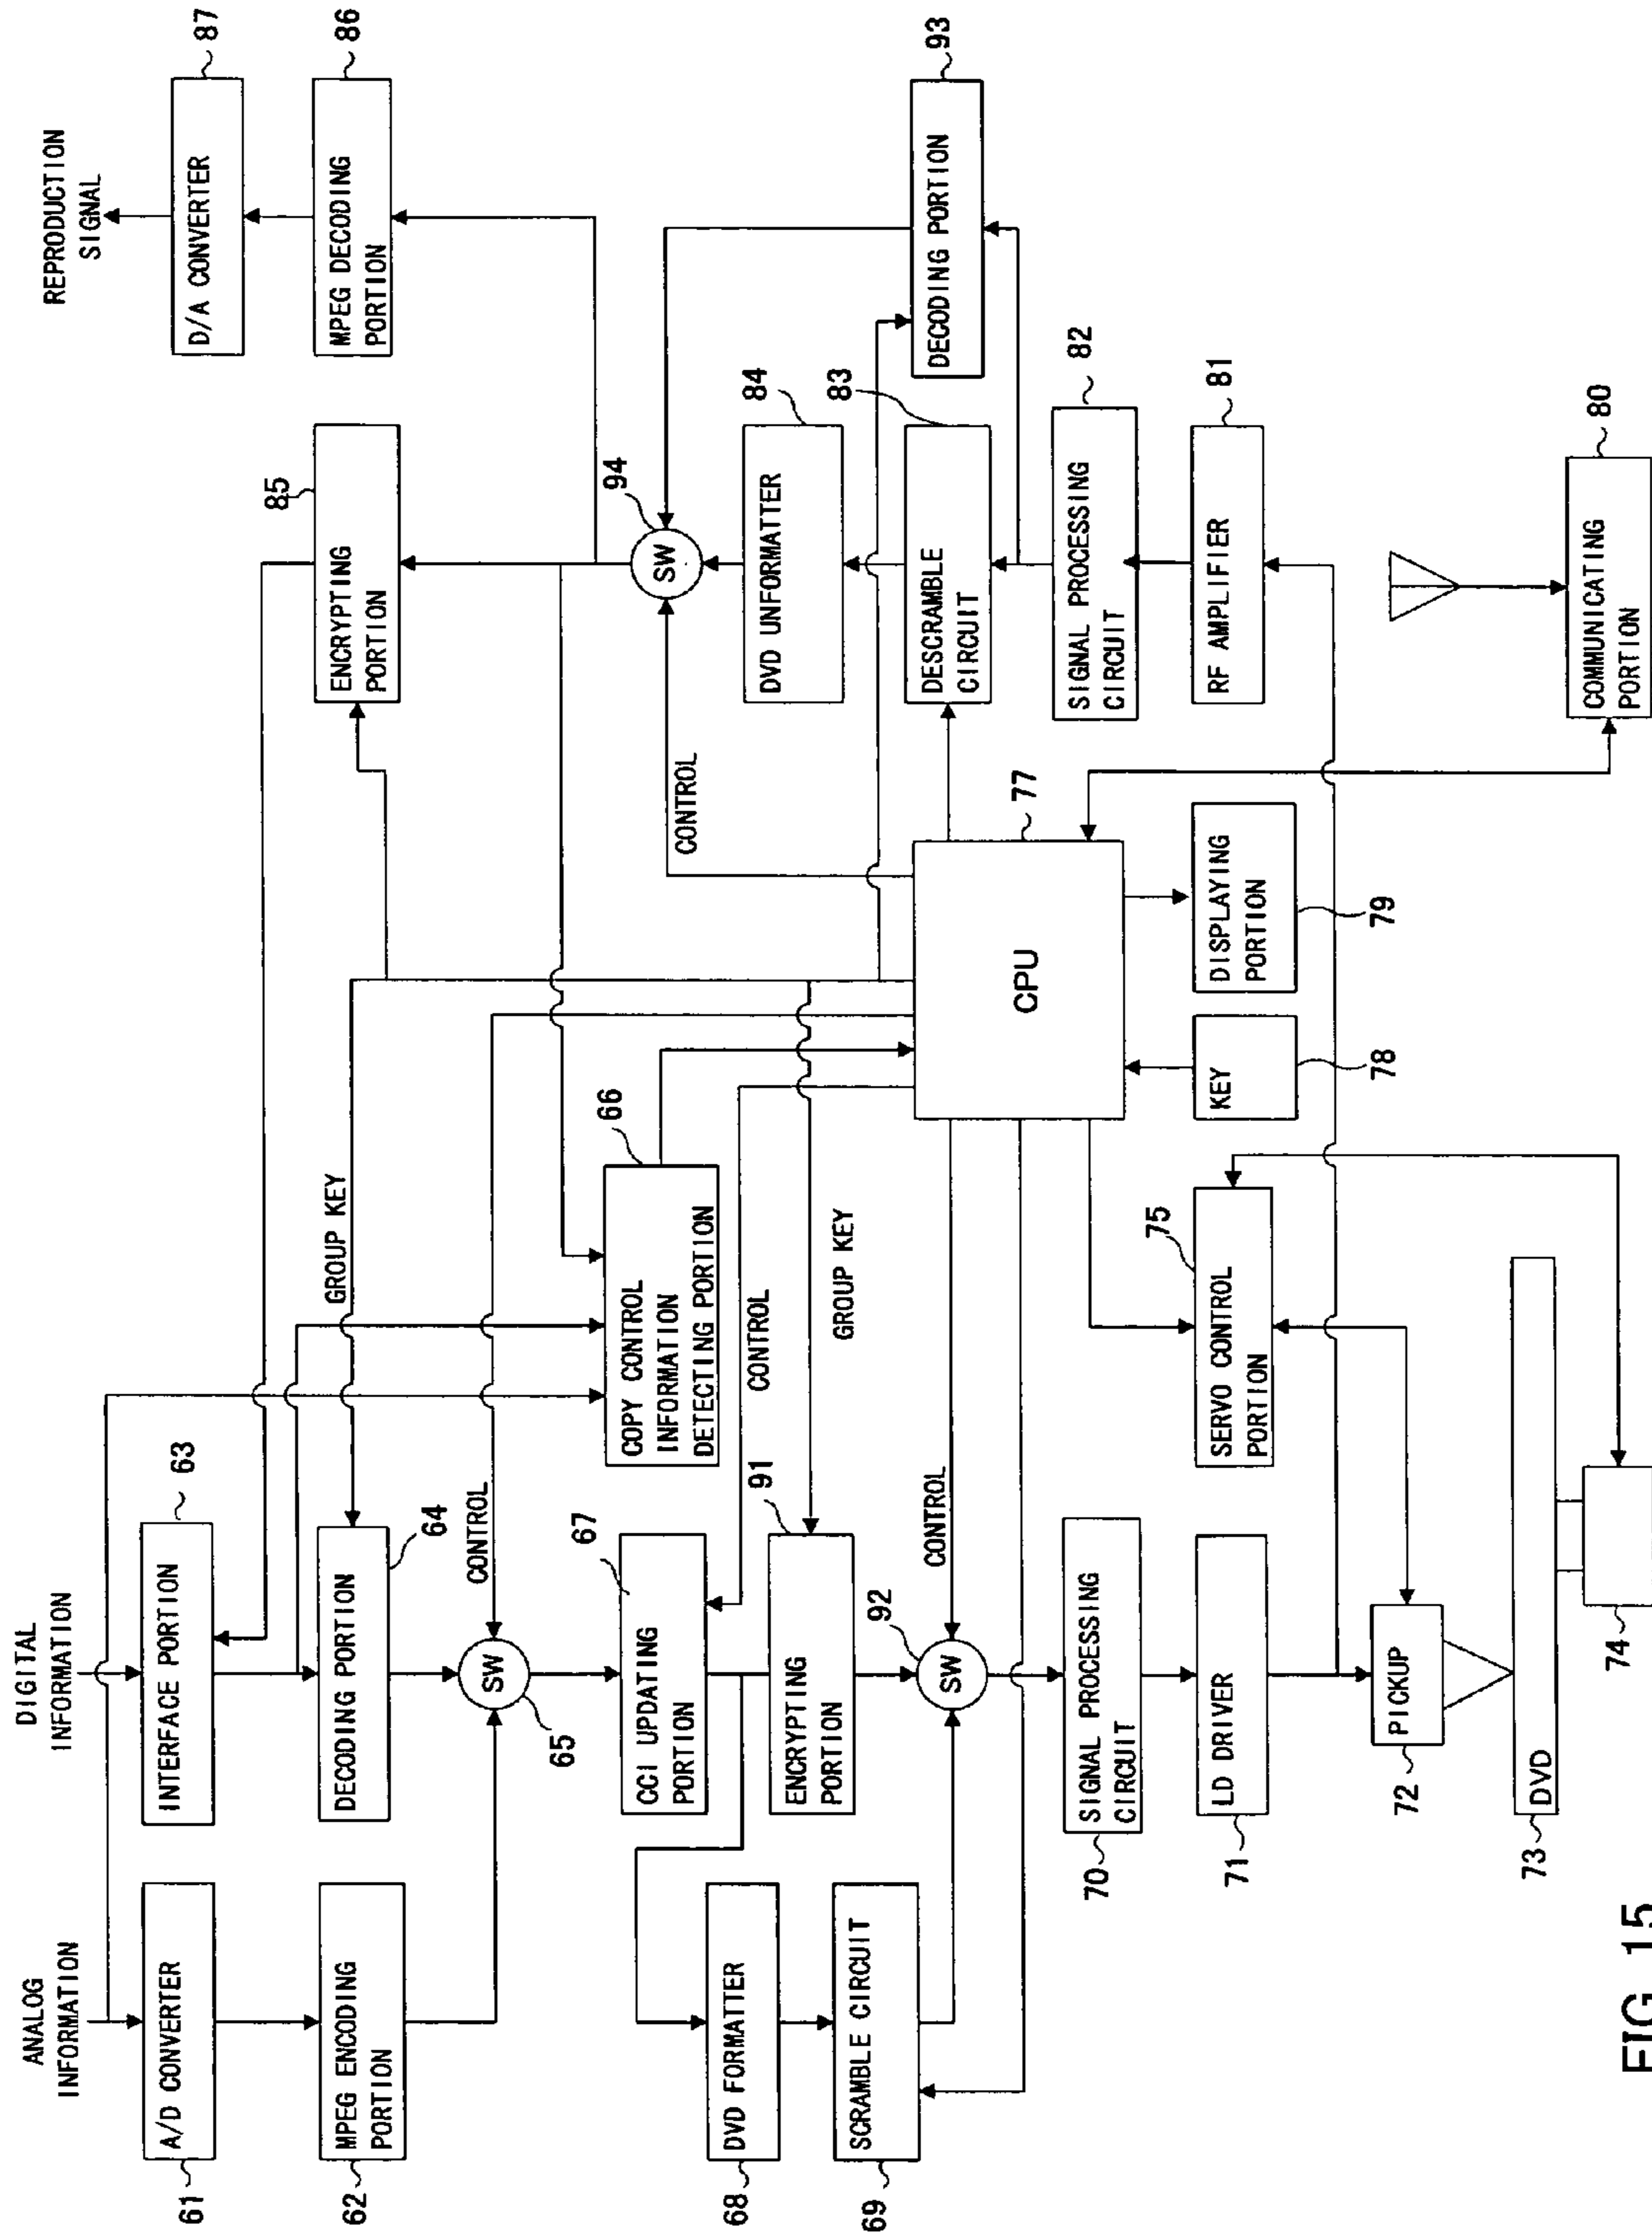 ANALOG
INFORMATION
DIGITAL
INFORMATION
REPRODUCTION
SIGNAL
61
A/D CONVERTER
62
MPEG ENCODING
PORTION
63
INTERFACE PORTION
64
DECODING PORTION
GROUP KEY
CONTROL
SW
65
66
COPY CONTROL
INFORMATION
DETECTING PORTION
67
CCI UPDATING
PORTION
CONTROL
91
ENCRYPTING
PORTION
GROUP KEY
68
DVD FORMATTER
69
SCRAMBLE CIRCUIT
92
SW
CONTROL
70
SIGNAL PROCESSING
CIRCUIT
71
LD DRIVER
72
PICKUP
73
DVD
74
75
SERVO CONTROL
PORTION
CPU
77
KEY
78
DISPLAYING
PORTION
79
COMMUNICATING
PORTION
80
RF AMPLIFIER
81
SIGNAL PROCESSING
CIRCUIT
82
DESCRAMBLE
CIRCUIT
83
DVD UNFORMATTER
84
DECODING PORTION
93
SW
94
CONTROL
ENCRYPTING
PORTION
85
MPEG DECODING
PORTION
86
D/A CONVERTER
87
FIG. 15